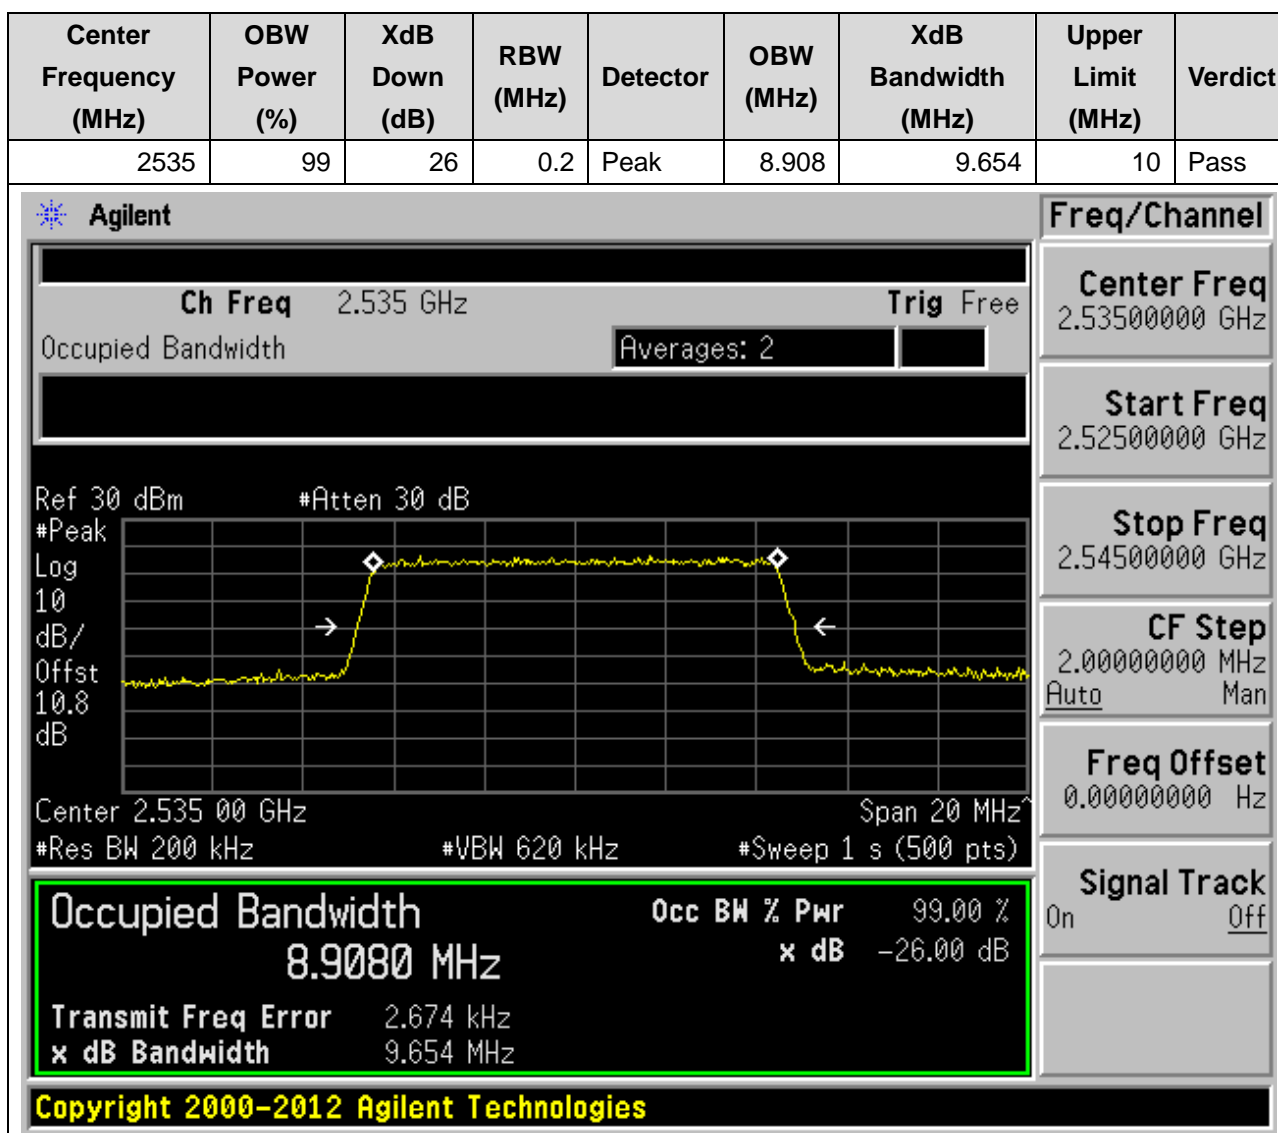 Center Frequency (MHz) OBW Power (%) XdB Down (dB) RBW (MHz) Detector OBW (MHz) XdB Bandwidth (MHz) Upper Limit (MHz) Verdict
2535 99 26 0.2 Peak 8.908 9.654 10 Pass
Agilent
Freq/Channel
Ch Freq 2.535 GHz Trig Free
Occupied Bandwidth Averages: 2
Center Freq
2.53500000 GHz
Start Freq
2.52500000 GHz
Stop Freq
2.54500000 GHz
CF Step
2.00000000 MHz
Auto Man
Freq Offset
0.00000000 Hz
Signal Track
On Off
Ref 30 dBm #Atten 30 dB
#Peak
Log
10
dB/
Offst
10.8
dB
Center 2.535 00 GHz Span 20 MHz^
#Res BW 200 kHz #VBW 620 kHz #Sweep 1 s (500 pts)
Occupied Bandwidth Occ BW % Pwr 99.00 %
8.9080 MHz x dB -26.00 dB
Transmit Freq Error 2.674 kHz
x dB Bandwidth 9.654 MHz
Copyright 2000-2012 Agilent Technologies